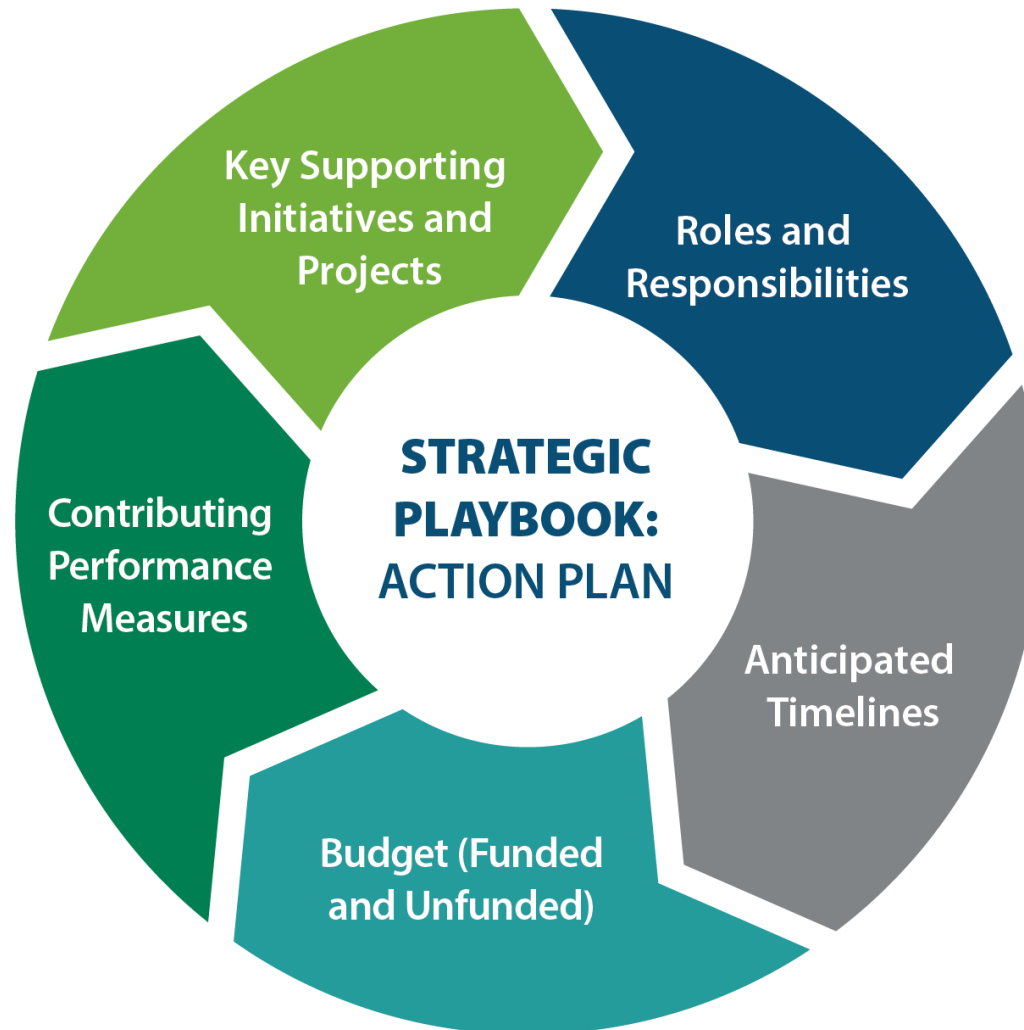 Key Supporting
Initiatives and
Projects
Roles and
Responsibilities
STRATEGIC
PLAYBOOK:
ACTION PLAN
Contributing
Performance
Measures
Anticipated
Timelines
Budget (Funded
and Unfunded)